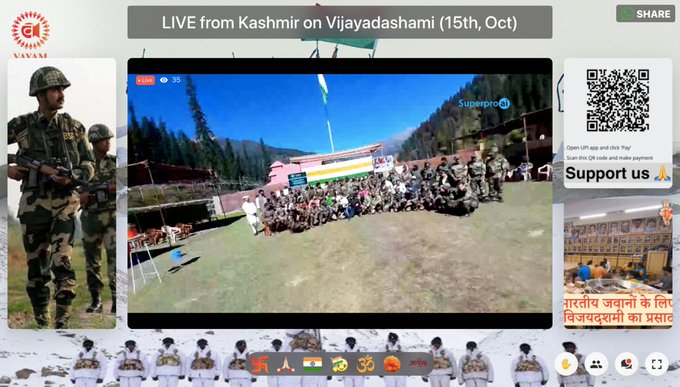 LIVE from Kashmir on Vijayadashami (15th, Oct)
SHARE
VAYAM
Live 35
Superproai
BSF
Open UPI app and click 'Pay'
Scan this QR code and make payment
Support us 🙏
भारतीय जवानों के लिए
विजयदशमी का प्रसाद